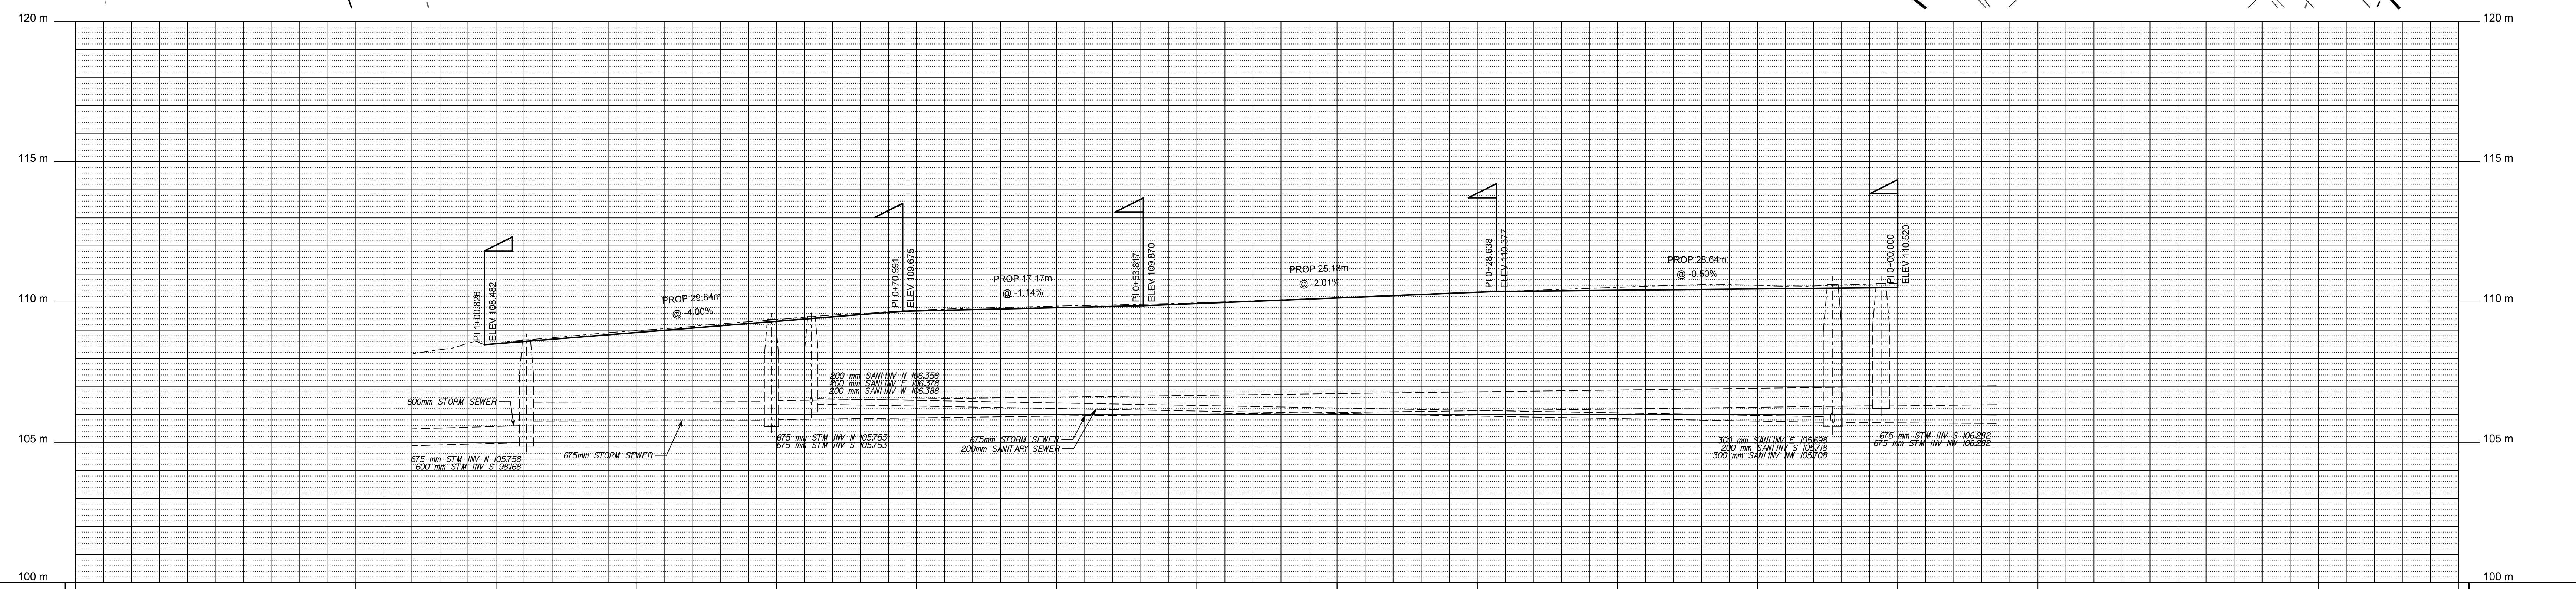 120 m
120 m
115 m
115 m
110 m
110 m
105 m
105 m
100 m
100 m
PI 1+00.826
ELEV 108.482
PROP 29.84m
@ -4.00%
PI 0+70.991
ELEV 109.675
PROP 17.17m
@ -1.14%
PI 0+53.817
ELEV 109.870
PROP 25.18m
@ -2.01%
PI 0+28.638
ELEV 110.377
PROP 28.64m
@ -0.50%
PI 0+00.000
ELEV 110.520
600mm STORM SEWER
675 mm STM INV N 105.758
600 mm STM INV S 98.168
675mm STORM SEWER
200 mm SANI INV N 106.358
200 mm SANI INV E 106.378
200 mm SANI INV W 106.388
675 mm STM INV N 105.753
675 mm STM INV S 105.753
675mm STORM SEWER
200mm SANITARY SEWER
300 mm SANI INV E 105.698
200 mm SANI INV S 105.718
300 mm SANI INV NW 105.708
675 mm STM INV S 106.282
675 mm STM INV NW 106.282